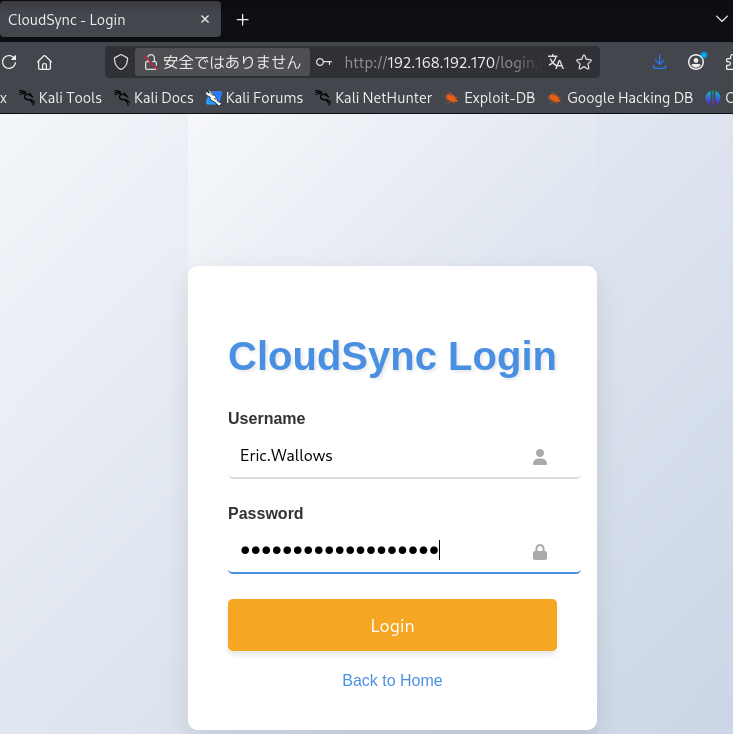 CloudSync - Login
安全ではありません http://192.168.192.170/login.
x Kali Tools Kali Docs Kali Forums Kali NetHunter Exploit-DB Google Hacking DB
CloudSync Login
Username
Eric.Wallows
Password
Login
Back to Home